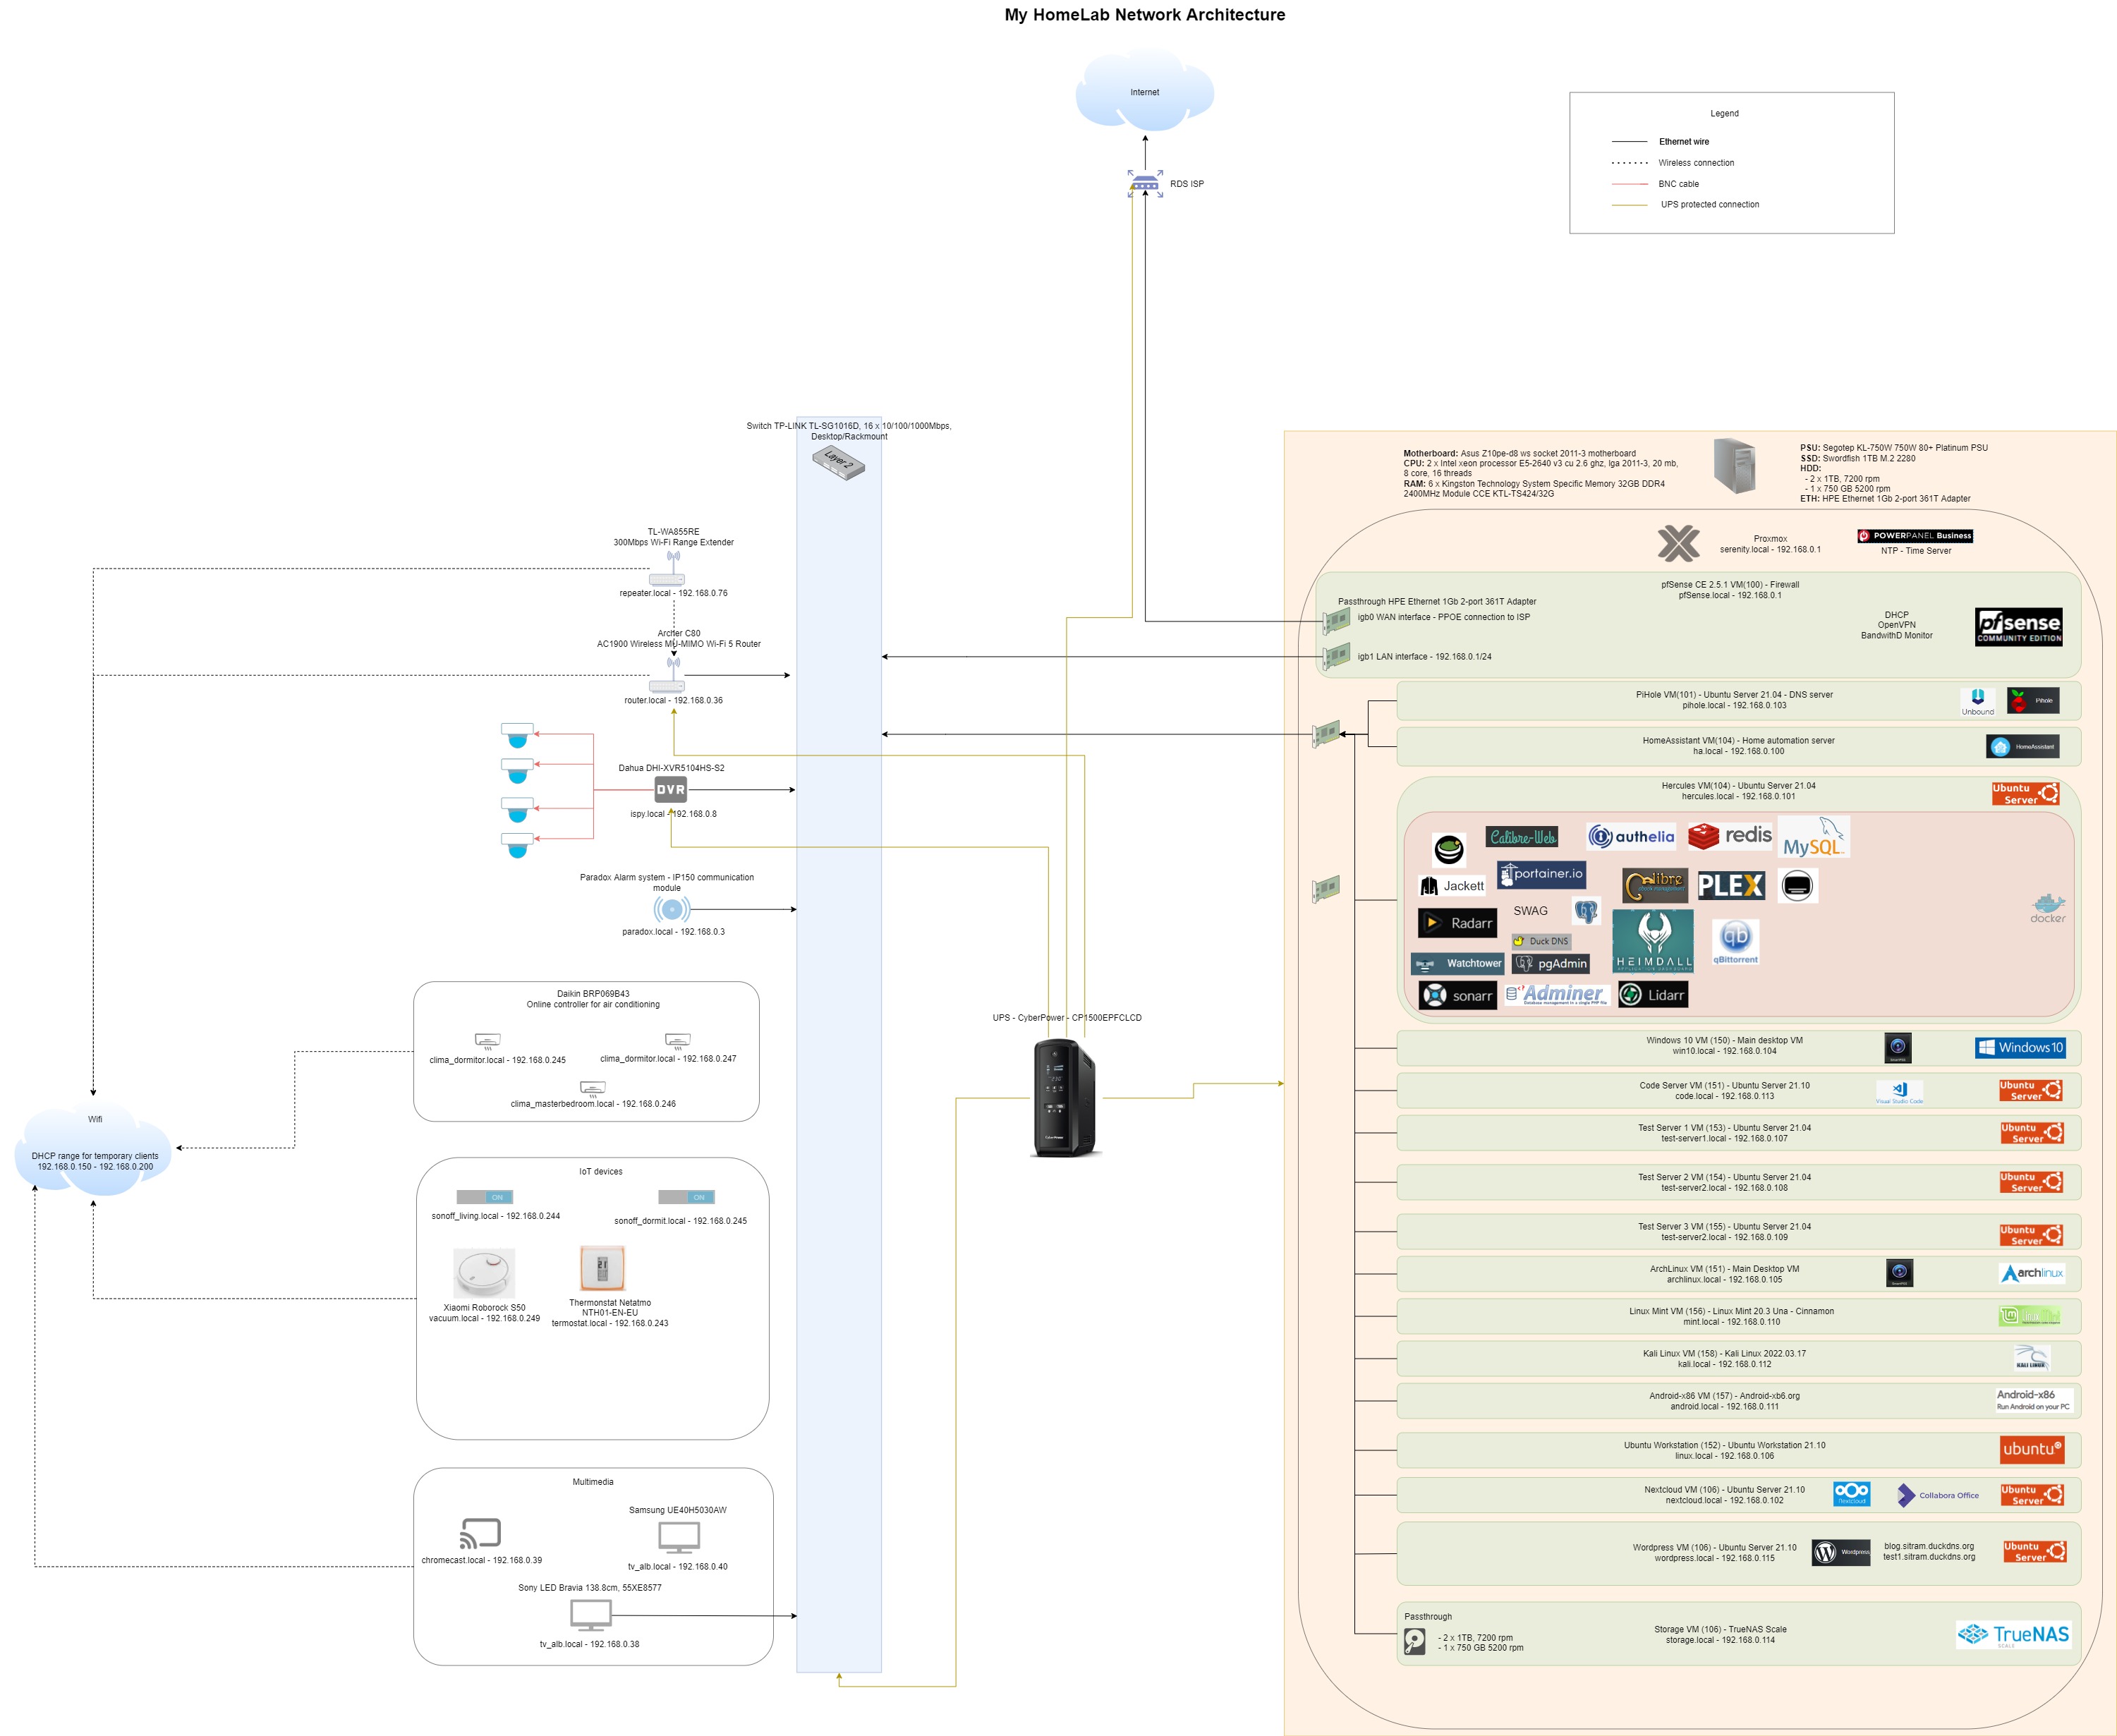 My HomeLab Network Architecture
Internet
RDS ISP
Legend
Ethernet wire
Wireless connection
BNC cable
UPS protected connection
Switch TP-LINK TL-SG1016D, 16 x 10/100/1000Mbps,
Desktop/Rackmount
Layer 2
TL-WA855RE
300Mbps Wi-Fi Range Extender
repeater.local - 192.168.0.76
Archer C80
AC1900 Wireless MU-MIMO Wi-Fi 5 Router
router.local - 192.168.0.36
Dahua DHI-XVR5104HS-S2
DVR
ispy.local - 192.168.0.8
Paradox Alarm system - IP150 communication
module
paradox.local - 192.168.0.3
Daikin BRP069B43
Online controller for air conditioning
clima_dormitor.local - 192.168.0.245
clima_dormitor.local - 192.168.0.247
clima_masterbedroom.local - 192.168.0.246
Wifi
DHCP range for temporary clients
192.168.0.150 - 192.168.0.200
IoT devices
ON
ON
sonoff_living.local - 192.168.0.244
sonoff_dormit.local - 192.168.0.245
Xiaomi Roborock S50
vacuum.local - 192.168.0.249
Thermonstat Netatmo
NTH01-EN-EU
termostat.local - 192.168.0.243
Multimedia
chromecast.local - 192.168.0.39
Samsung UE40H5030AW
tv_alb.local - 192.168.0.40
Sony LED Bravia 138.8cm, 55XE8577
tv_alb.local - 192.168.0.38
UPS - CyberPower - CP1500EPFCLCD
Motherboard: Asus Z10pe-d8 ws socket 2011-3 motherboard
CPU: 2 x Intel xeon processor E5-2640 v3 cu 2.6 ghz, lga 2011-3, 20 mb,
8 core, 16 threads
RAM: 6 x Kingston Technology System Specific Memory 32GB DDR4
2400MHz Module CCE KTL-TS424/32G
PSU: Segotep KL-750W 750W 80+ Platinum PSU
SSD: Swordfish 1TB M.2 2280
HDD:
- 2 x 1TB, 7200 rpm
- 1 x 750 GB 5200 rpm
ETH: HPE Ethernet 1Gb 2-port 361T Adapter
Proxmox
serenity.local - 192.168.0.1
POWERPANEL Business
NTP - Time Server
pfSense CE 2.5.1 VM(100) - Firewall
pfSense.local - 192.168.0.1
Passthrough HPE Ethernet 1Gb 2-port 361T Adapter
igb0 WAN interface - PPOE connection to ISP
igb1 LAN interface - 192.168.0.1/24
DHCP
OpenVPN
BandwithD Monitor
pfsense
COMMUNITY EDITION
PiHole VM(101) - Ubuntu Server 21.04 - DNS server
pihole.local - 192.168.0.103
Unbound
Pihole
HomeAssistant VM(104) - Home automation server
ha.local - 192.168.0.100
HomeAssistant
Hercules VM(104) - Ubuntu Server 21.04
hercules.local - 192.168.0.101
Ubuntu Server
Calibre-Web
authelia
redis
MySQL
Jackett
portainer.io
Calibre
PLEX
Radarr
SWAG
Duck DNS
HEIMDALL
qBittorrent
docker
Watchtower
pgAdmin
sonarr
Adminer
Database management in a single PHP file
Lidarr
Windows 10 VM (150) - Main desktop VM
win10.local - 192.168.0.104
Windows 10
Code Server VM (151) - Ubuntu Server 21.10
code.local - 192.168.0.113
Visual Studio Code
Ubuntu Server
Test Server 1 VM (153) - Ubuntu Server 21.04
test-server1.local - 192.168.0.107
Ubuntu Server
Test Server 2 VM (154) - Ubuntu Server 21.04
test-server2.local - 192.168.0.108
Ubuntu Server
Test Server 3 VM (155) - Ubuntu Server 21.04
test-server2.local - 192.168.0.109
Ubuntu Server
ArchLinux VM (151) - Main Desktop VM
archlinux.local - 192.168.0.105
archlinux
Linux Mint VM (156) - Linux Mint 20.3 Una - Cinnamon
mint.local - 192.168.0.110
Kali Linux VM (158) - Kali Linux 2022.03.17
kali.local - 192.168.0.112
KALI LINUX
Android-x86 VM (157) - Android-xb6.org
android.local - 192.168.0.111
Android-x86
Run Android on your PC
Ubuntu Workstation (152) - Ubuntu Workstation 21.10
linux.local - 192.168.0.106
ubuntu
Nextcloud VM (106) - Ubuntu Server 21.10
nextcloud.local - 192.168.0.102
Nextcloud
Collabora Office
Ubuntu Server
Wordpress VM (106) - Ubuntu Server 21.10
wordpress.local - 192.168.0.115
Wordpress
blog.sitram.duckdns.org
test1.sitram.duckdns.org
Ubuntu Server
Passthrough
- 2 x 1TB, 7200 rpm
- 1 x 750 GB 5200 rpm
Storage VM (106) - TrueNAS Scale
storage.local - 192.168.0.114
TrueNAS
SCALE